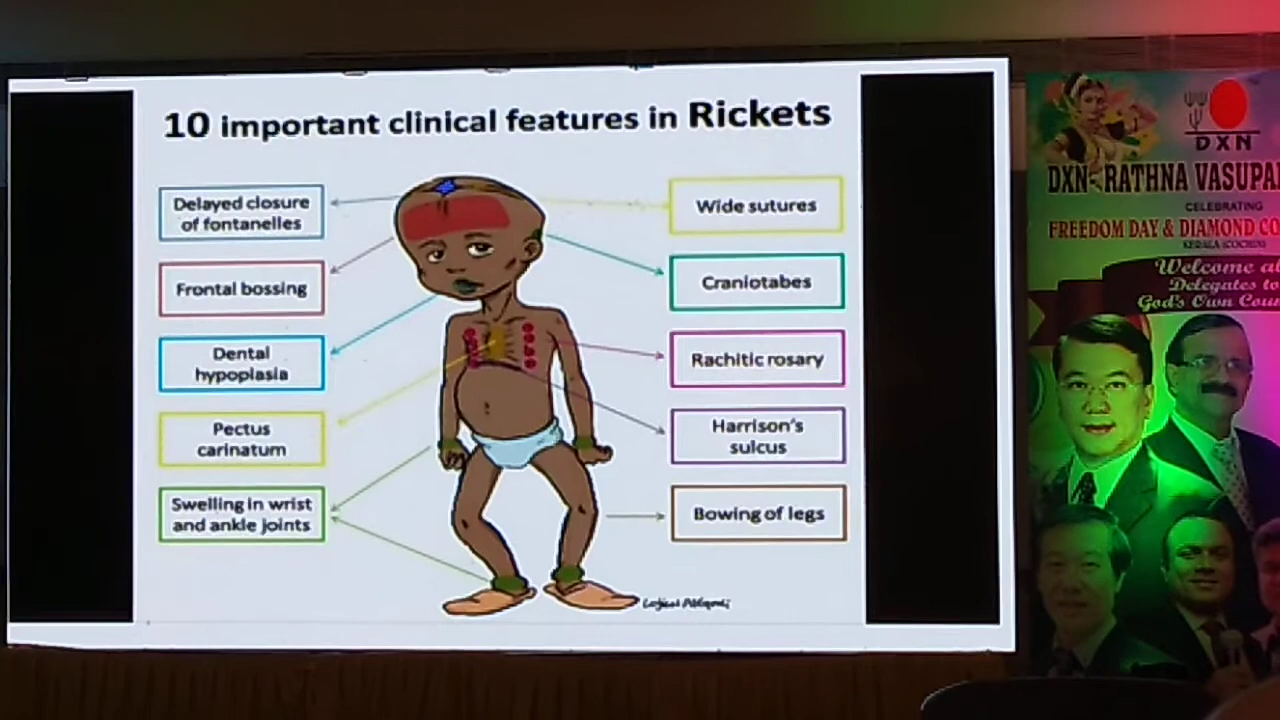 10 important clinical features in Rickets
Delayed closure
of fontanelles
Frontal bossing
Dental
hypoplasia
Pectus
carinatum
Swelling in wrist
and ankle joints
Wide sutures
Craniotabes
Rachitic rosary
Harrison's
sulcus
Bowing of legs
DXN
DXN- RATHNA VASUPA
CELEBRATING
FREEDOM DAY & DIAMOND CO
KERALA (COCHIN)
Welcome al
Delegates to
God's Own Coun